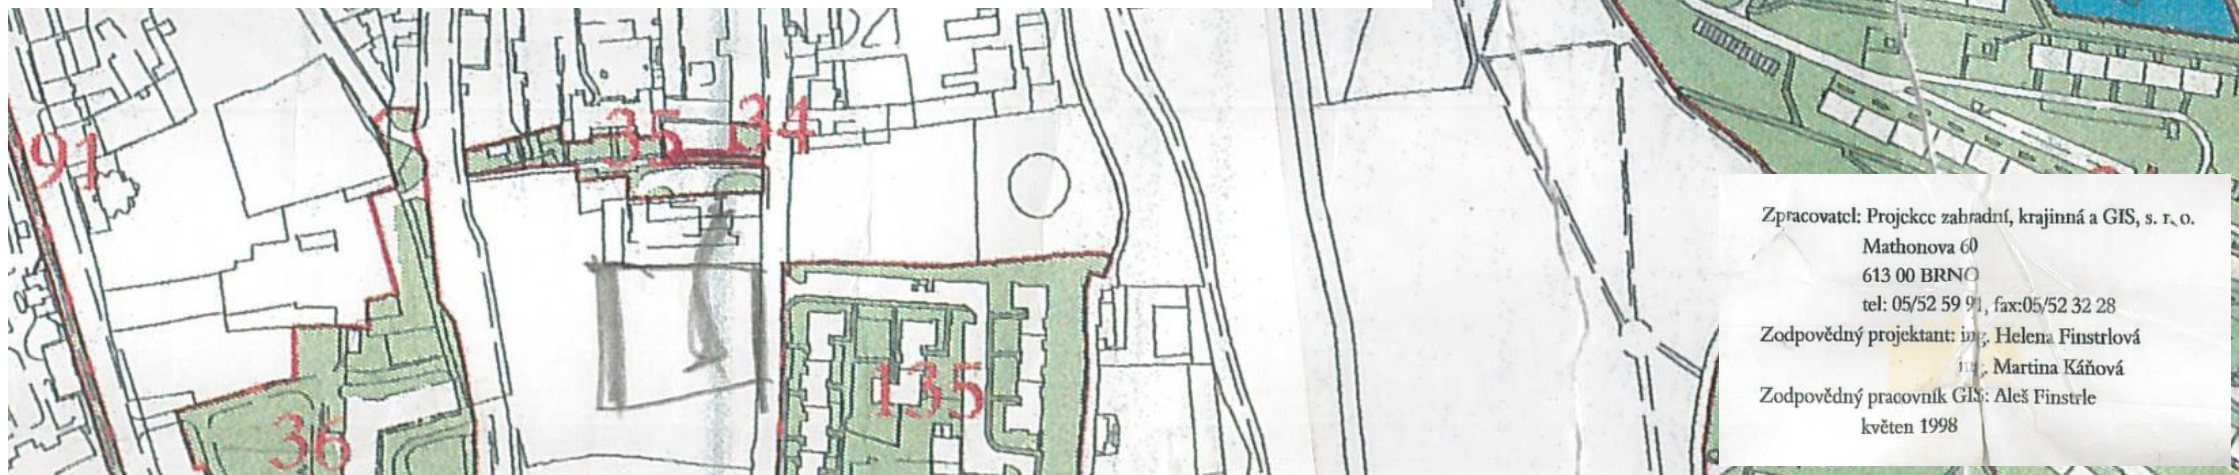 91
35
34
135
36
Zpracovatel: Projekce zahradní, krajinná a GIS, s. r. o.
Mathonova 60
613 00 BRNO
tel: 05/52 59 91, fax:05/52 32 28
Zodpovědný projektant: ing. Helena Finstrlová
ing. Martina Káňová
Zodpovědný pracovník GIS: Aleš Finstrle
květen 1998